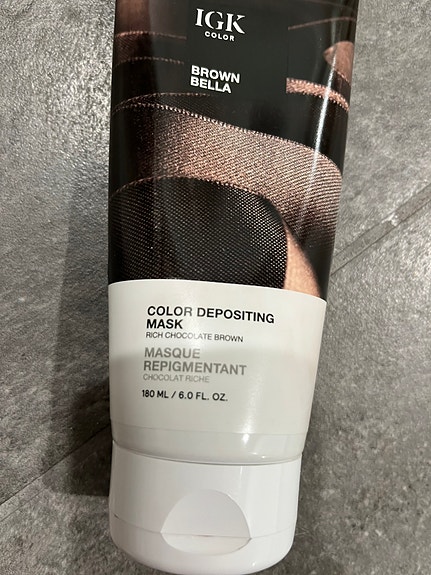 IGK
COLOR
BROWN
BELLA
COLOR DEPOSITING
MASK
RICH CHOCOLATE BROWN
MASQUE
REPIGMENTANT
CHOCOLAT RICHE
180 ML / 6.0 FL. OZ.